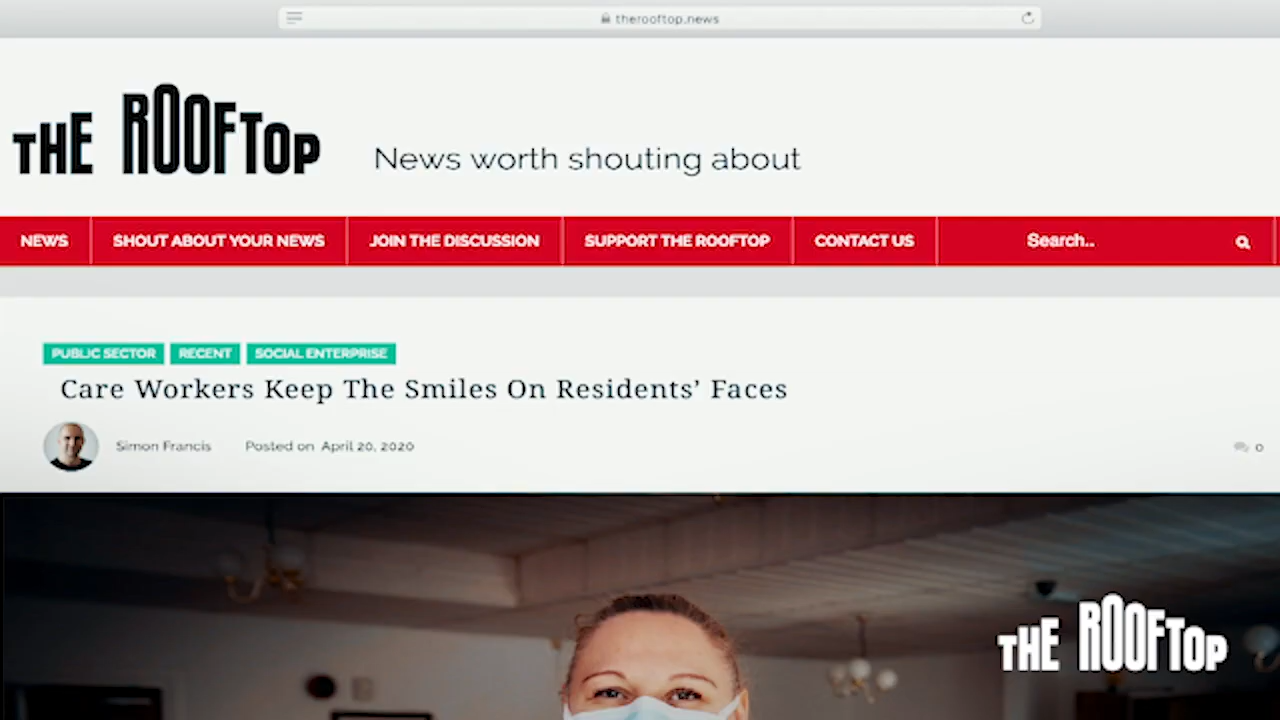 therooftop.news
THE ROOFTOP
News worth shouting about
NEWS
SHOUT ABOUT YOUR NEWS
JOIN THE DISCUSSION
SUPPORT THE ROOFTOP
CONTACT US
Search..
PUBLIC SECTOR
RECENT
SOCIAL ENTERPRISE
Care Workers Keep The Smiles On Residents’ Faces
Simon Francis
Posted on April 20, 2020
0
THE ROOFTOP